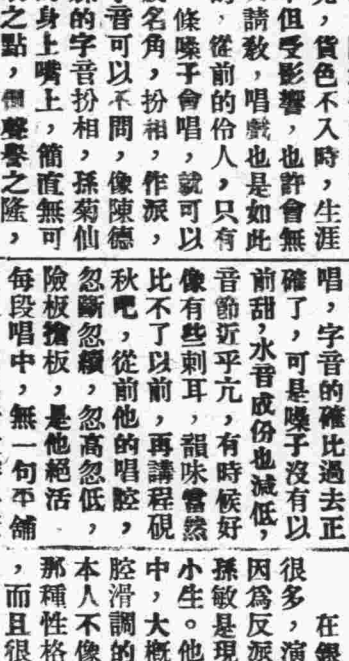 ，貨色不入時，生涯
但受影響，也許會無
請教，唱戲也是如此
，從前的伶人，只有
條嗓子會唱，就可以
名角，扮相，作派，
音可以不問，像陳德
的字音扮相，孫菊仙
身上嘴上，簡直無可
之點，聲譽之隆，
唱，字音的確比過去正
確了，可是嗓子沒有以
前甜，水音成份也減低，
音節近乎亢，有時候好
像有些刺耳，韻味當然
比不了以前，再講程硯
秋吧，從前他的唱腔，
忽斷忽續，忽高忽低，
險板搶板，是他絕活
每段唱中，無一句平舖
在銀
很多，演
因為反派
孫敏是現
小生。他
中，大概
腔滑調的
本人不像
那種性格
，而且很